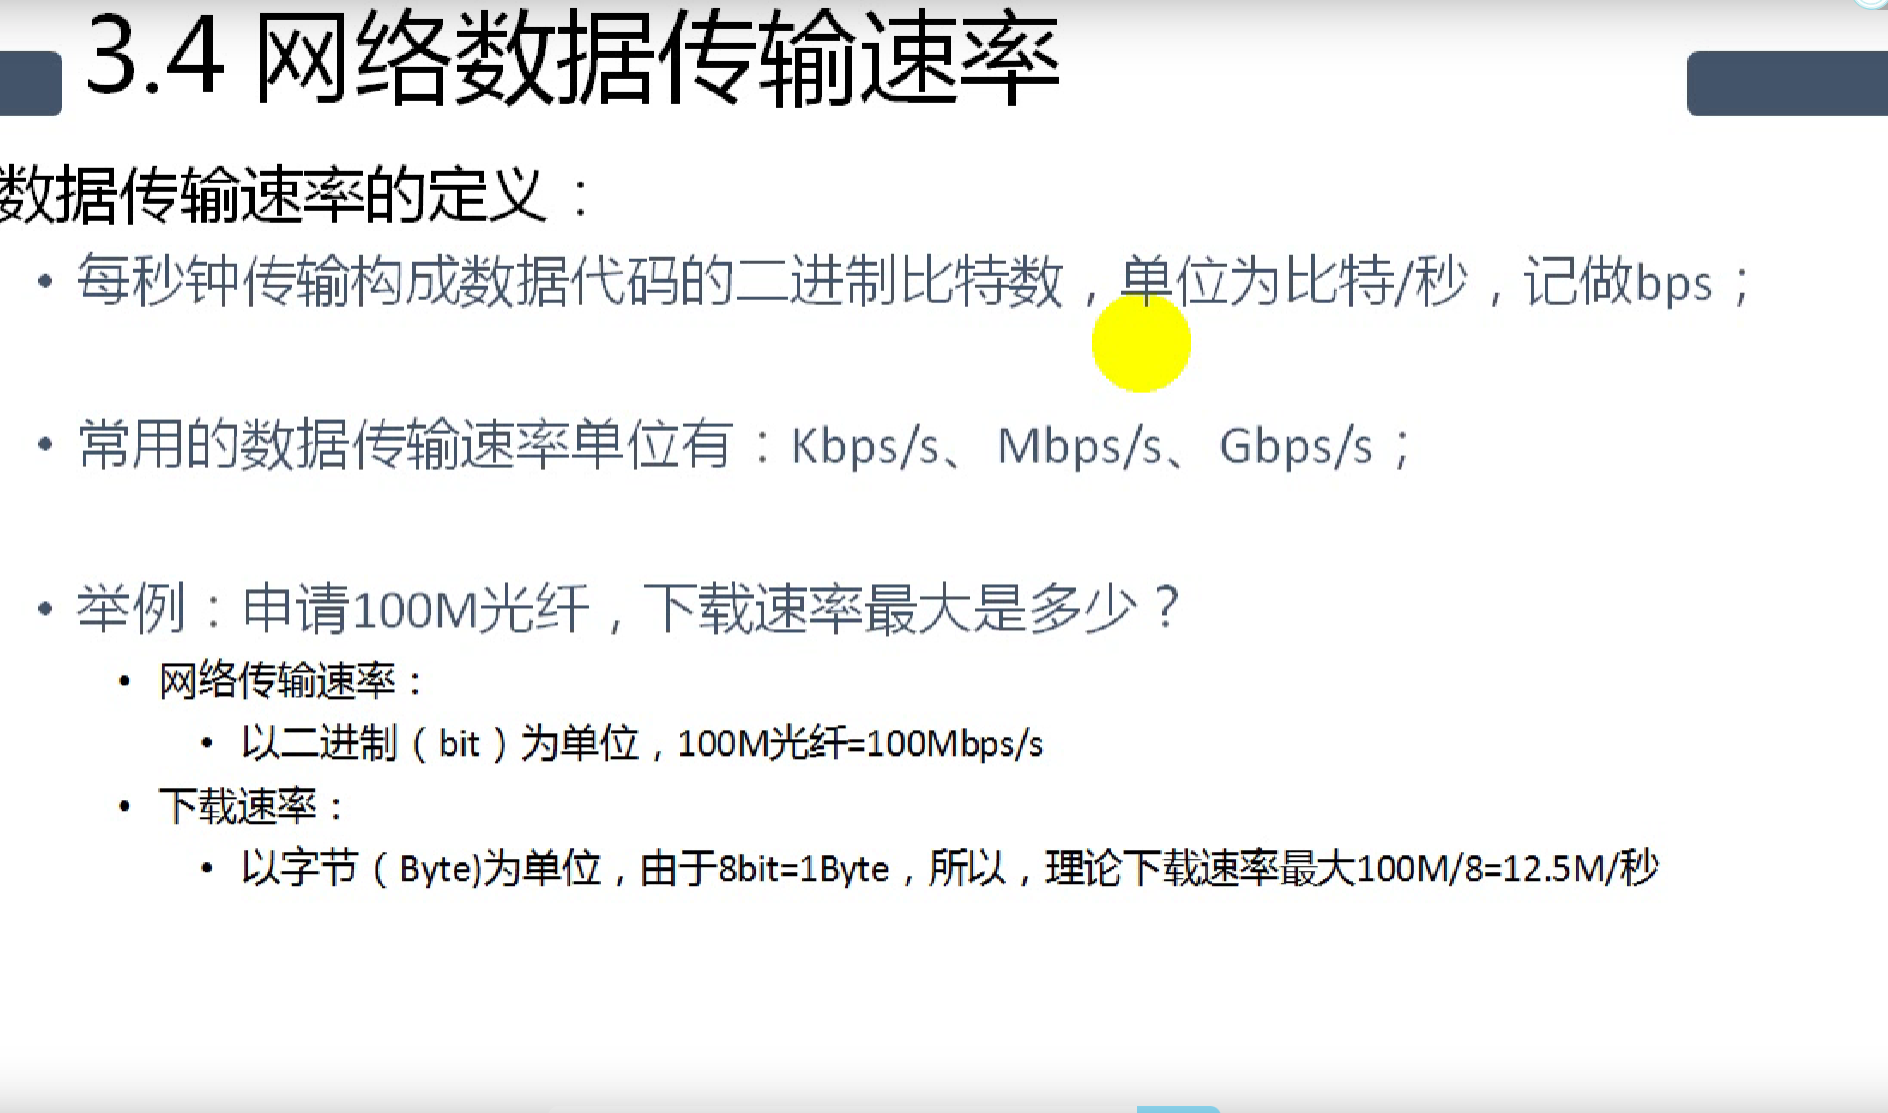 3.4 网络数据传输速率
数据传输速率的定义：
• 每秒钟传输构成数据代码的二进制比特数，单位为比特/秒，记做bps；
• 常用的数据传输速率单位有：Kbps/s、Mbps/s、Gbps/s；
• 举例：申请100M光纤，下载速率最大是多少？
• 网络传输速率：
• 以二进制（bit）为单位，100M光纤=100Mbps/s
• 下载速率：
• 以字节（Byte)为单位，由于8bit=1Byte，所以，理论下载速率最大100M/8=12.5M/秒